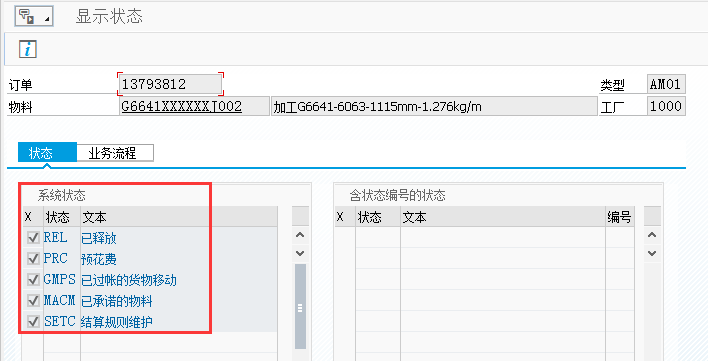 显示状态
订单 13793812 类型 AM01
物料 G6641XXXXXXJ002 加工G6641-6063-1115mm-1.276kg/m 工厂 1000
状态 业务流程
系统状态 含状态编号的状态
X 状态 文本 X 状态 文本 编号
REL 已释放
PRC 预花费
GMPS 已过帐的货物移动
MACM 已承诺的物料
SETC 结算规则维护